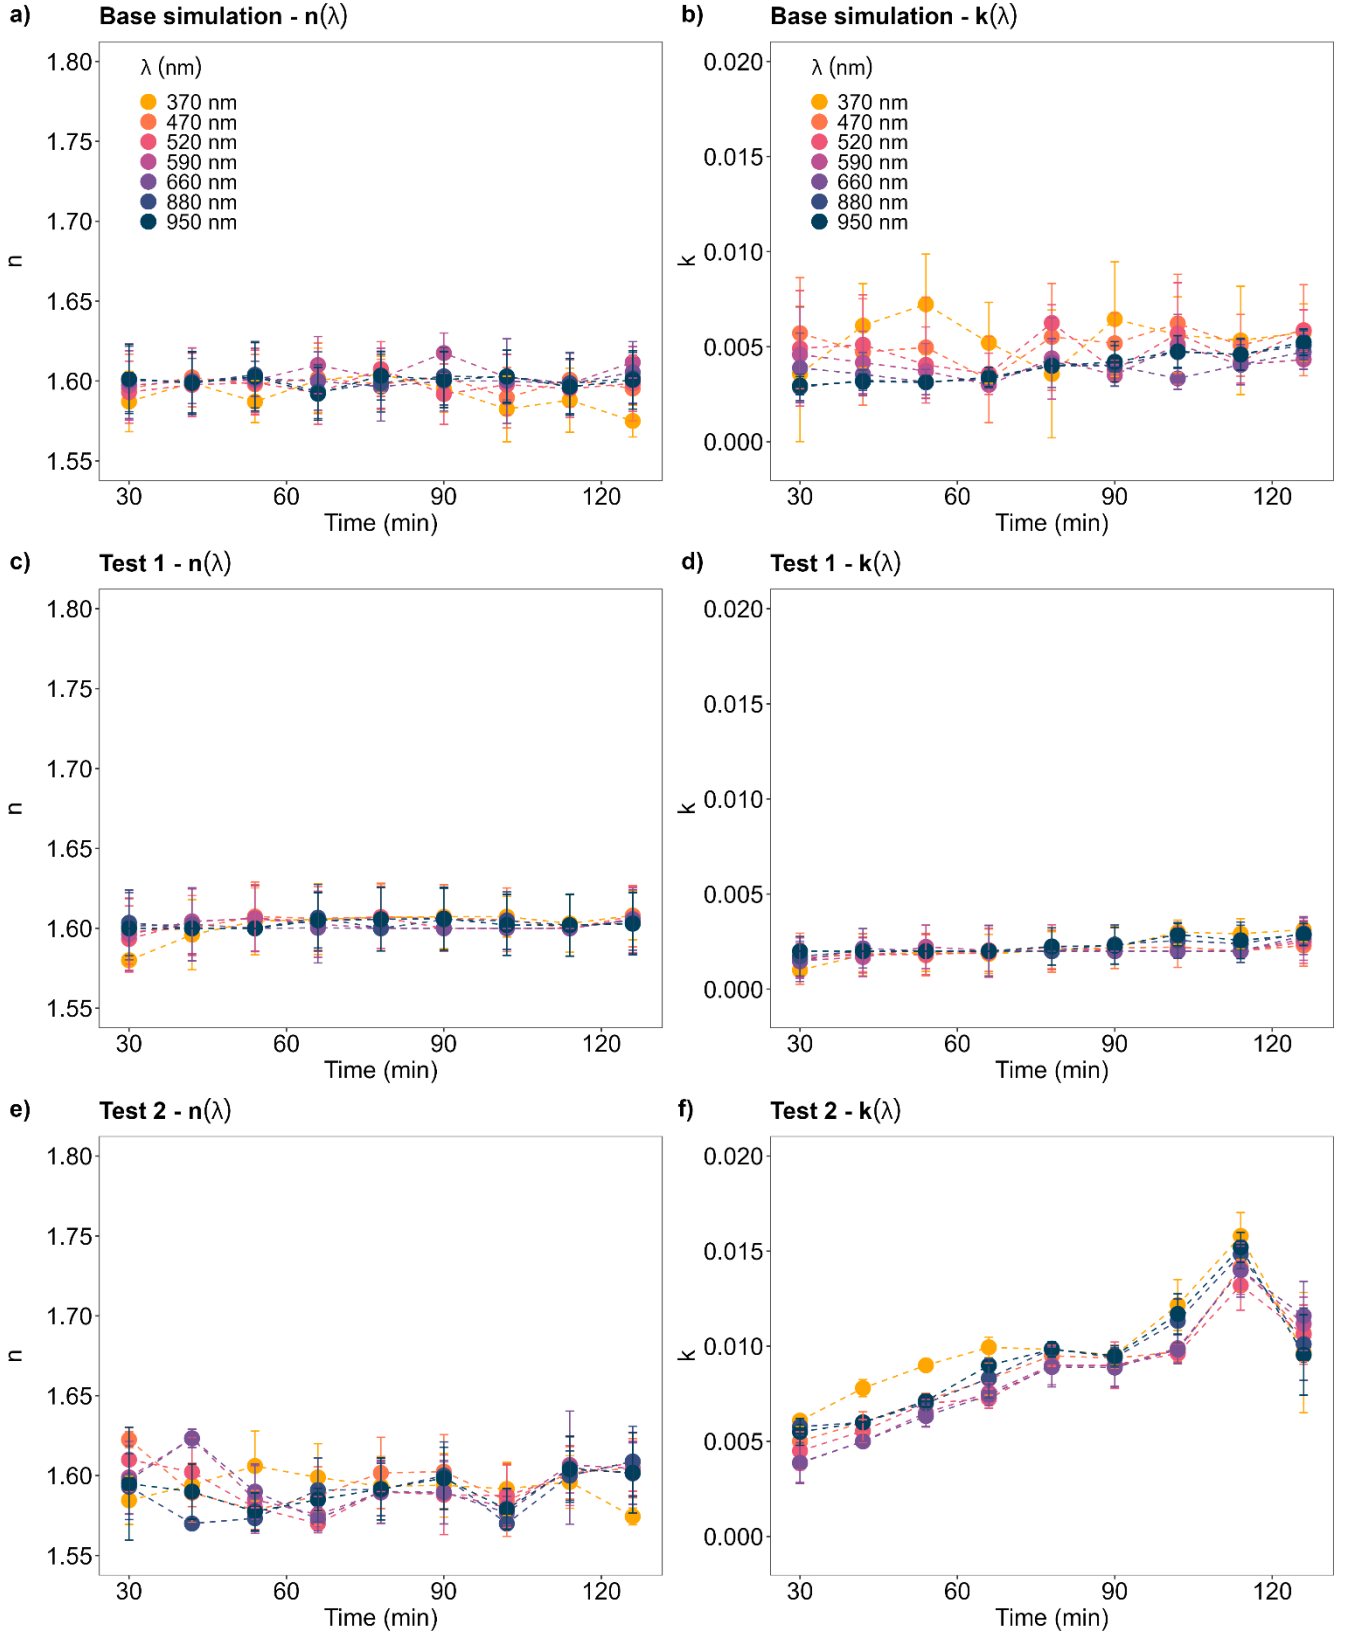 a) Base simulation - n(λ)
1.80
1.75
1.70
1.65
1.60
1.55
n
λ (nm)
370 nm
470 nm
520 nm
590 nm
660 nm
880 nm
950 nm
30 60 90 120
Time (min)
b) Base simulation - k(λ)
0.020
0.015
0.010
0.005
0.000
k
λ (nm)
370 nm
470 nm
520 nm
590 nm
660 nm
880 nm
950 nm
30 60 90 120
Time (min)
c) Test 1 - n(λ)
1.80
1.75
1.70
1.65
1.60
1.55
n
30 60 90 120
Time (min)
d) Test 1 - k(λ)
0.020
0.015
0.010
0.005
0.000
k
30 60 90 120
Time (min)
e) Test 2 - n(λ)
1.80
1.75
1.70
1.65
1.60
1.55
n
30 60 90 120
Time (min)
f) Test 2 - k(λ)
0.020
0.015
0.010
0.005
0.000
k
30 60 90 120
Time (min)